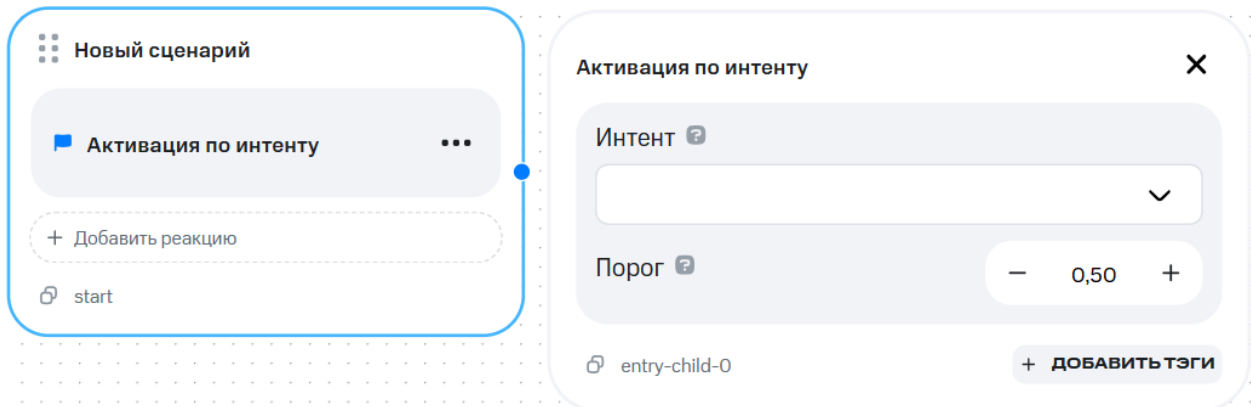 Новый сценарий
Активация по интенту
+ Добавить реакцию
start
Активация по интенту
Интент ?
Порог ?
− 0,50 +
entry-child-0
+ ДОБАВИТЬ ТЭГИ